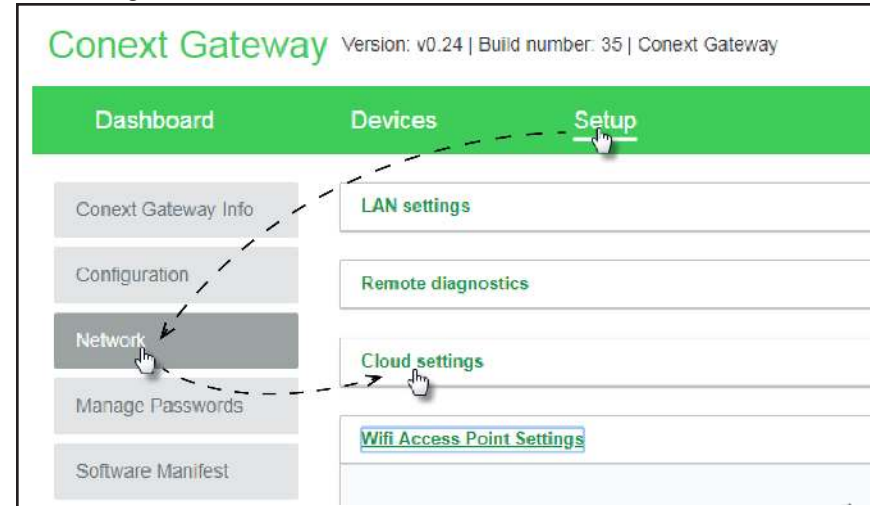 Conext Gateway Version: v0.24 | Build number: 35 | Conext Gateway
Dashboard Devices Setup
Conext Gateway Info
Configuration
Network
Manage Passwords
Software Manifest
LAN settings
Remote diagnostics
Cloud settings
Wifi Access Point Settings